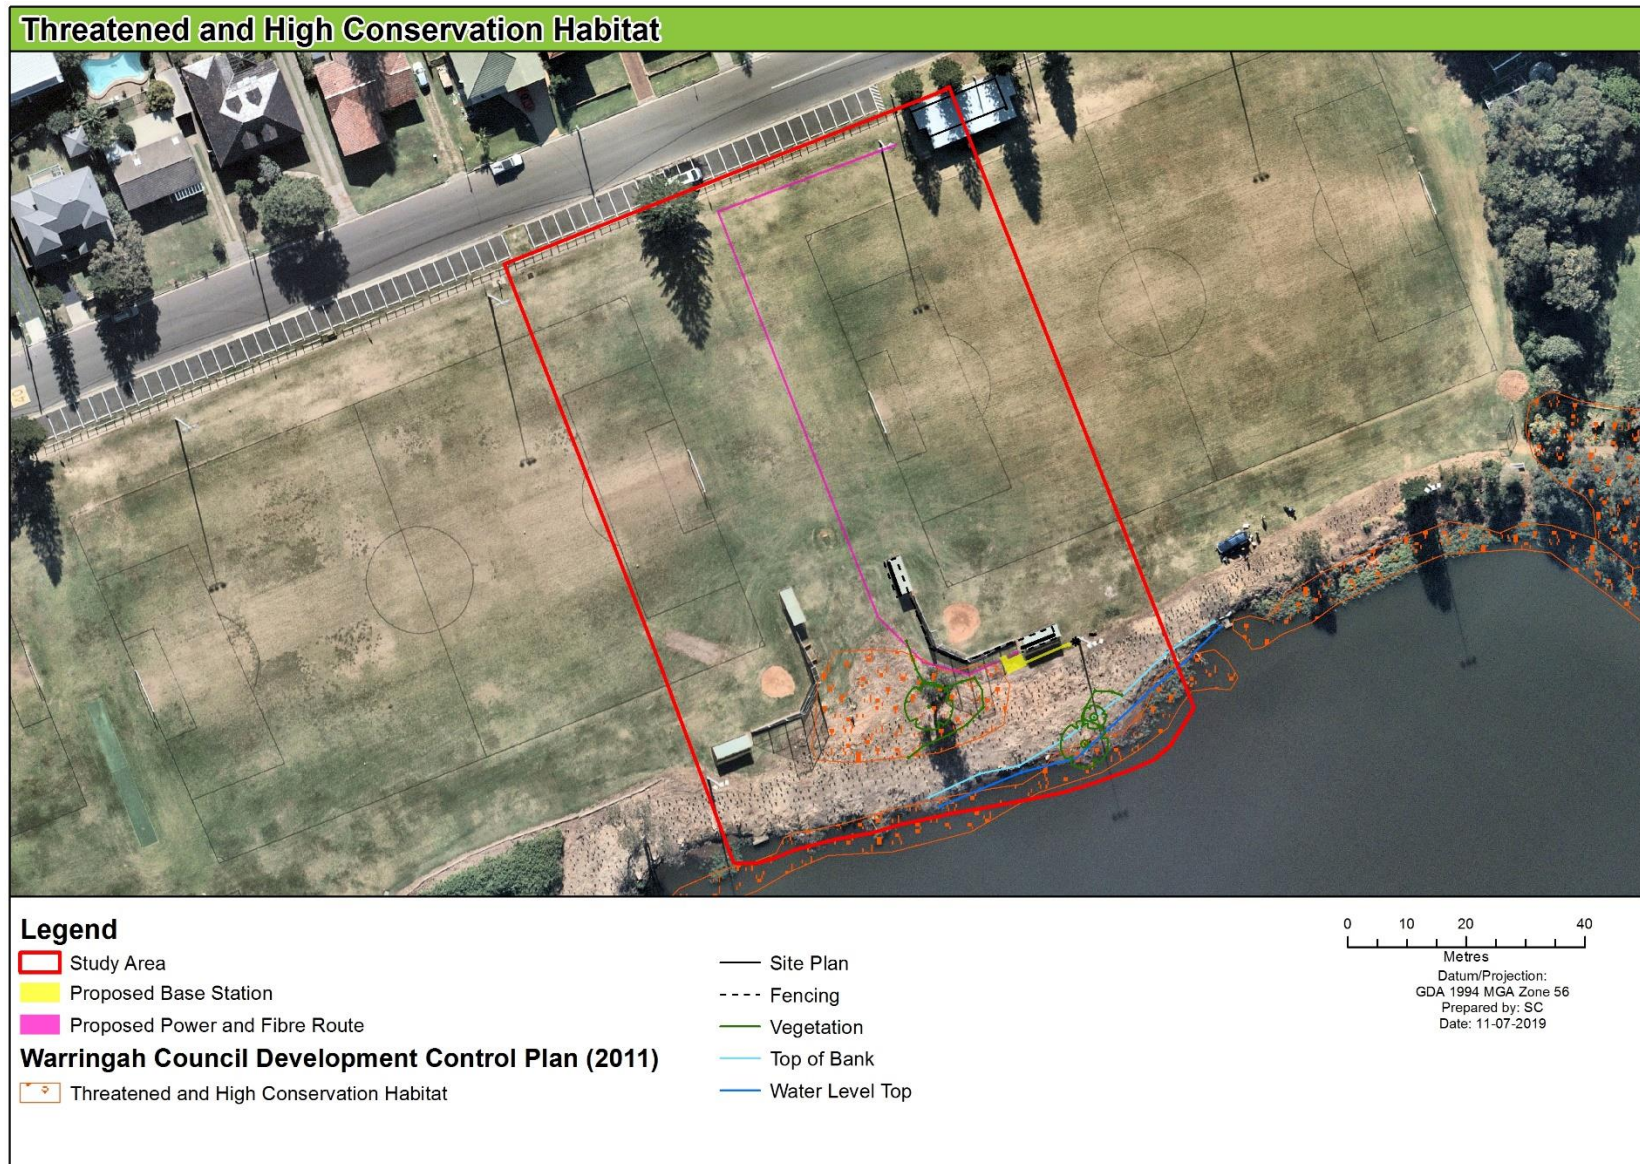 Threatened and High Conservation Habitat
Legend
Study Area
Proposed Base Station
Proposed Power and Fibre Route
Warringah Council Development Control Plan (2011)
Threatened and High Conservation Habitat
Site Plan
Fencing
Vegetation
Top of Bank
Water Level Top
0 10 20 40
Metres
Datum/Projection:
GDA 1994 MGA Zone 56
Prepared by: SC
Date: 11-07-2019